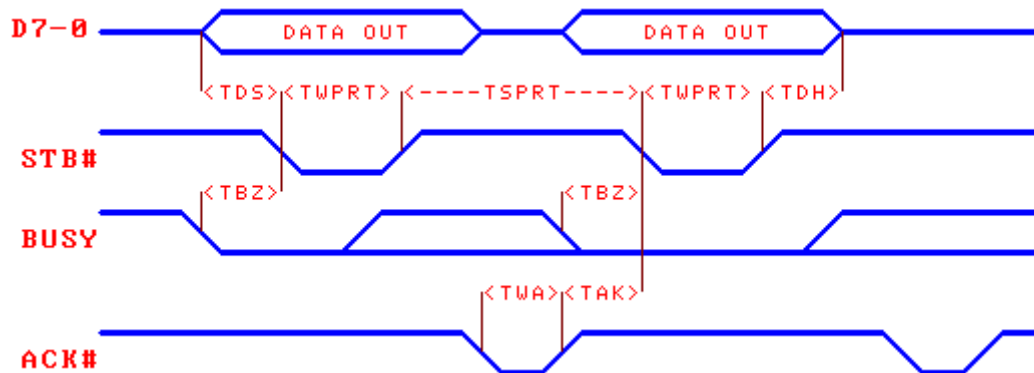 D7-0 DATA OUT DATA OUT
<TDS> <TWPRT> <----TSPRT----> <TWPRT> <TDH>
STB#
<TBZ> <TBZ>
BUSY
<TWA> <TAK>
ACK#